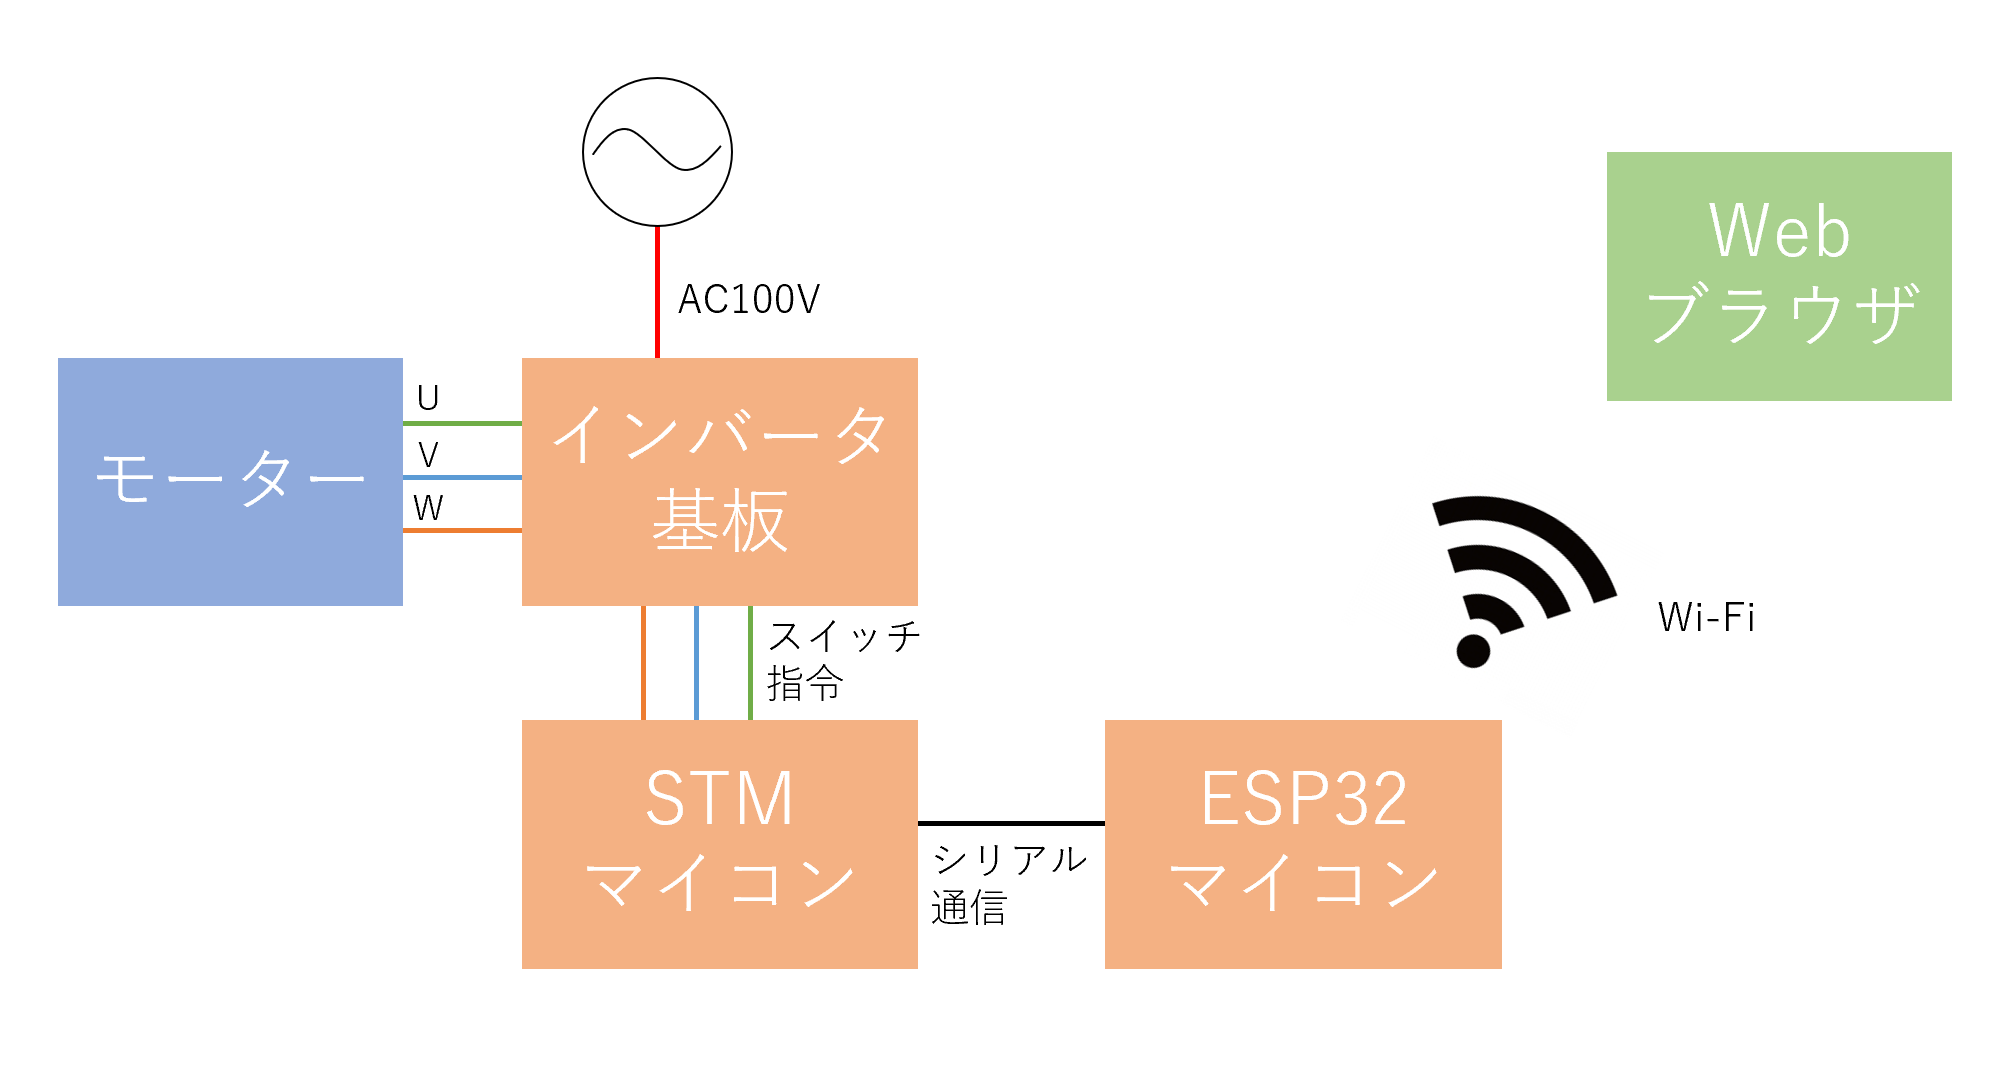 AC100V
Web
ブラウザ
モーター
U
V
W
インバータ
基板
Wi-Fi
スイッチ
指令
STM
マイコン
シリアル
通信
ESP32
マイコン